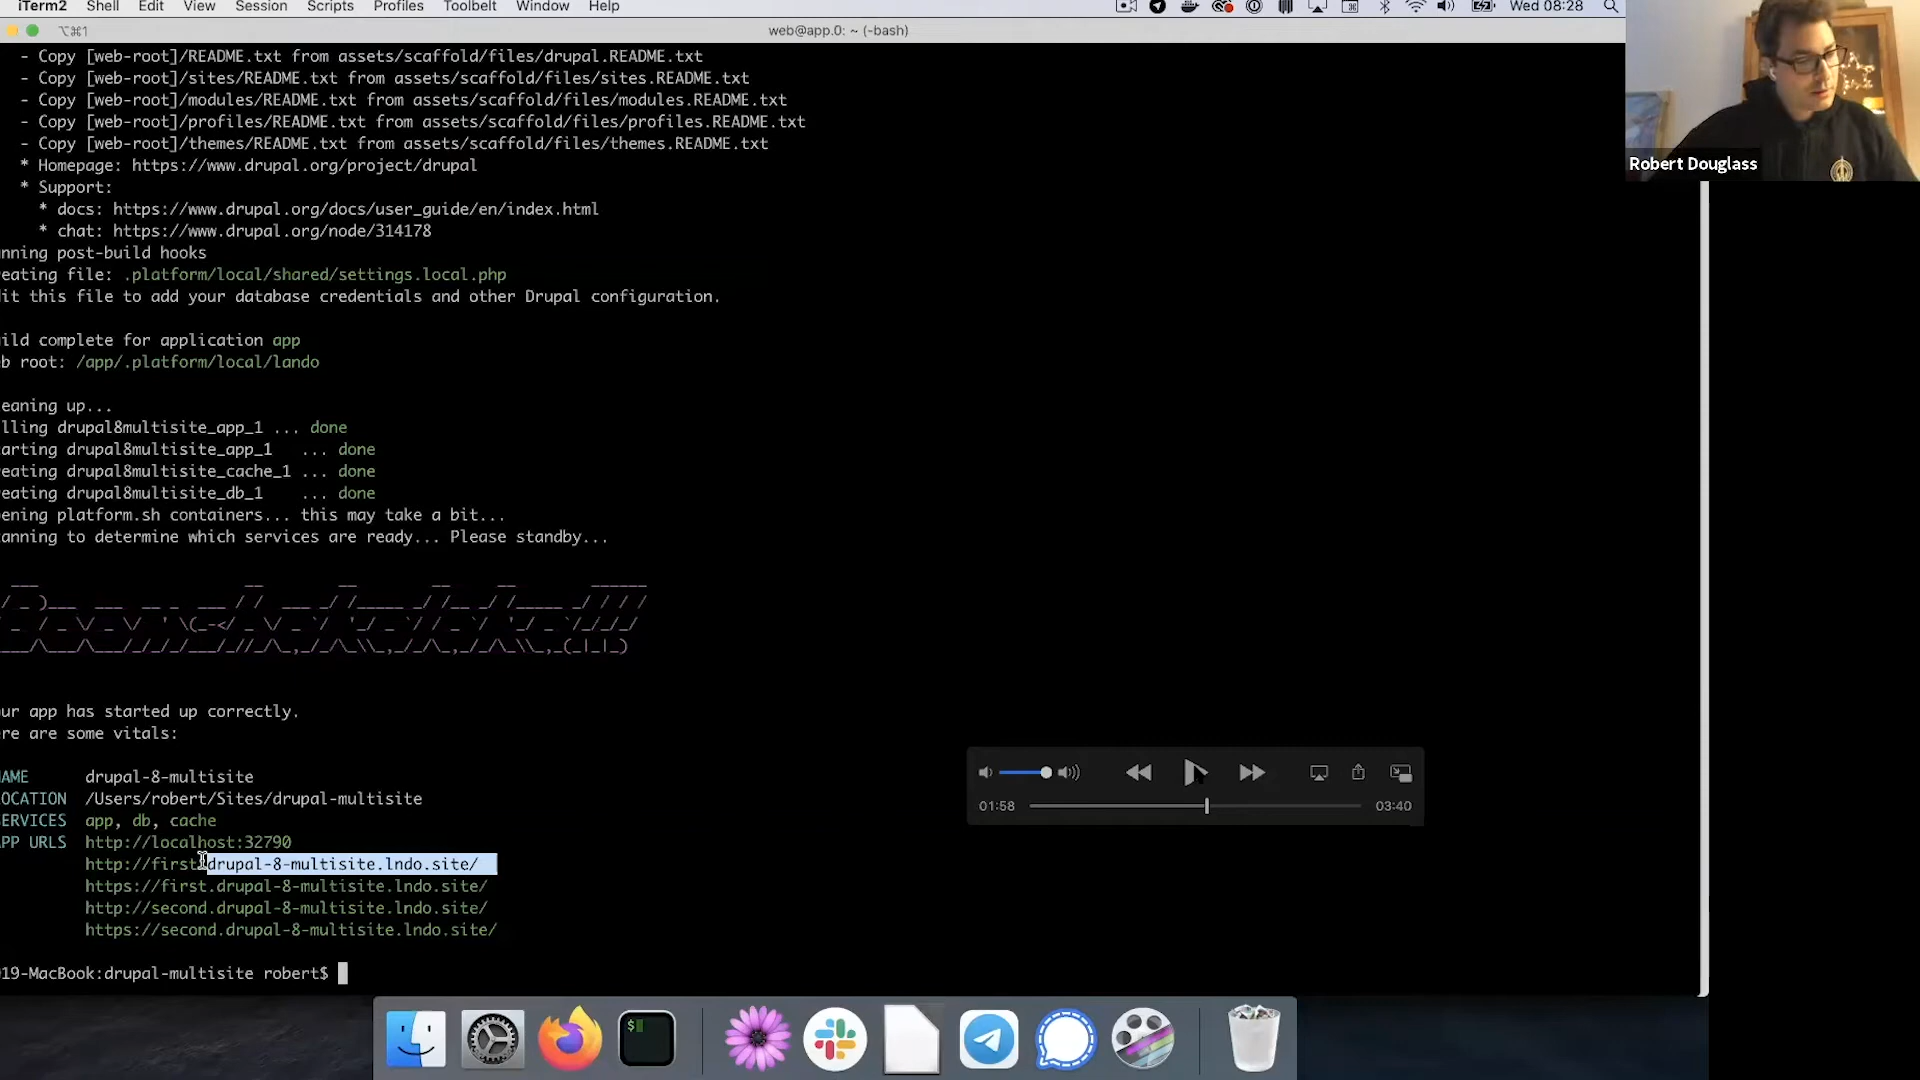 iTerm2 Shell Edit View Session Scripts Profiles Toolbelt Window Help Wed 08:28
⌥⌘1 web@app.0: ~ (-bash)
- Copy [web-root]/README.txt from assets/scaffold/files/drupal.README.txt
- Copy [web-root]/sites/README.txt from assets/scaffold/files/sites.README.txt
- Copy [web-root]/modules/README.txt from assets/scaffold/files/modules.README.txt
- Copy [web-root]/profiles/README.txt from assets/scaffold/files/profiles.README.txt
- Copy [web-root]/themes/README.txt from assets/scaffold/files/themes.README.txt
* Homepage: https://www.drupal.org/project/drupal
* Support:
* docs: https://www.drupal.org/docs/user_guide/en/index.html
* chat: https://www.drupal.org/node/314178
nning post-build hooks
eating file: .platform/local/shared/settings.local.php
it this file to add your database credentials and other Drupal configuration.
ild complete for application app
b root: /app/.platform/local/lando
eaning up...
lling drupal8multisite_app_1 ... done
arting drupal8multisite_app_1 ... done
eating drupal8multisite_cache_1 ... done
eating drupal8multisite_db_1 ... done
ening platform.sh containers... this may take a bit...
anning to determine which services are ready... Please standby...
Boomshakalaka!!!
ur app has started up correctly.
re are some vitals:
AME drupal-8-multisite
OCATION /Users/robert/Sites/drupal-multisite
ERVICES app, db, cache
PP URLS http://localhost:32790
http://first.drupal-8-multisite.lndo.site/
https://first.drupal-8-multisite.lndo.site/
http://second.drupal-8-multisite.lndo.site/
https://second.drupal-8-multisite.lndo.site/
19-MacBook:drupal-multisite robert$
Robert Douglass
01:58 03:40
$